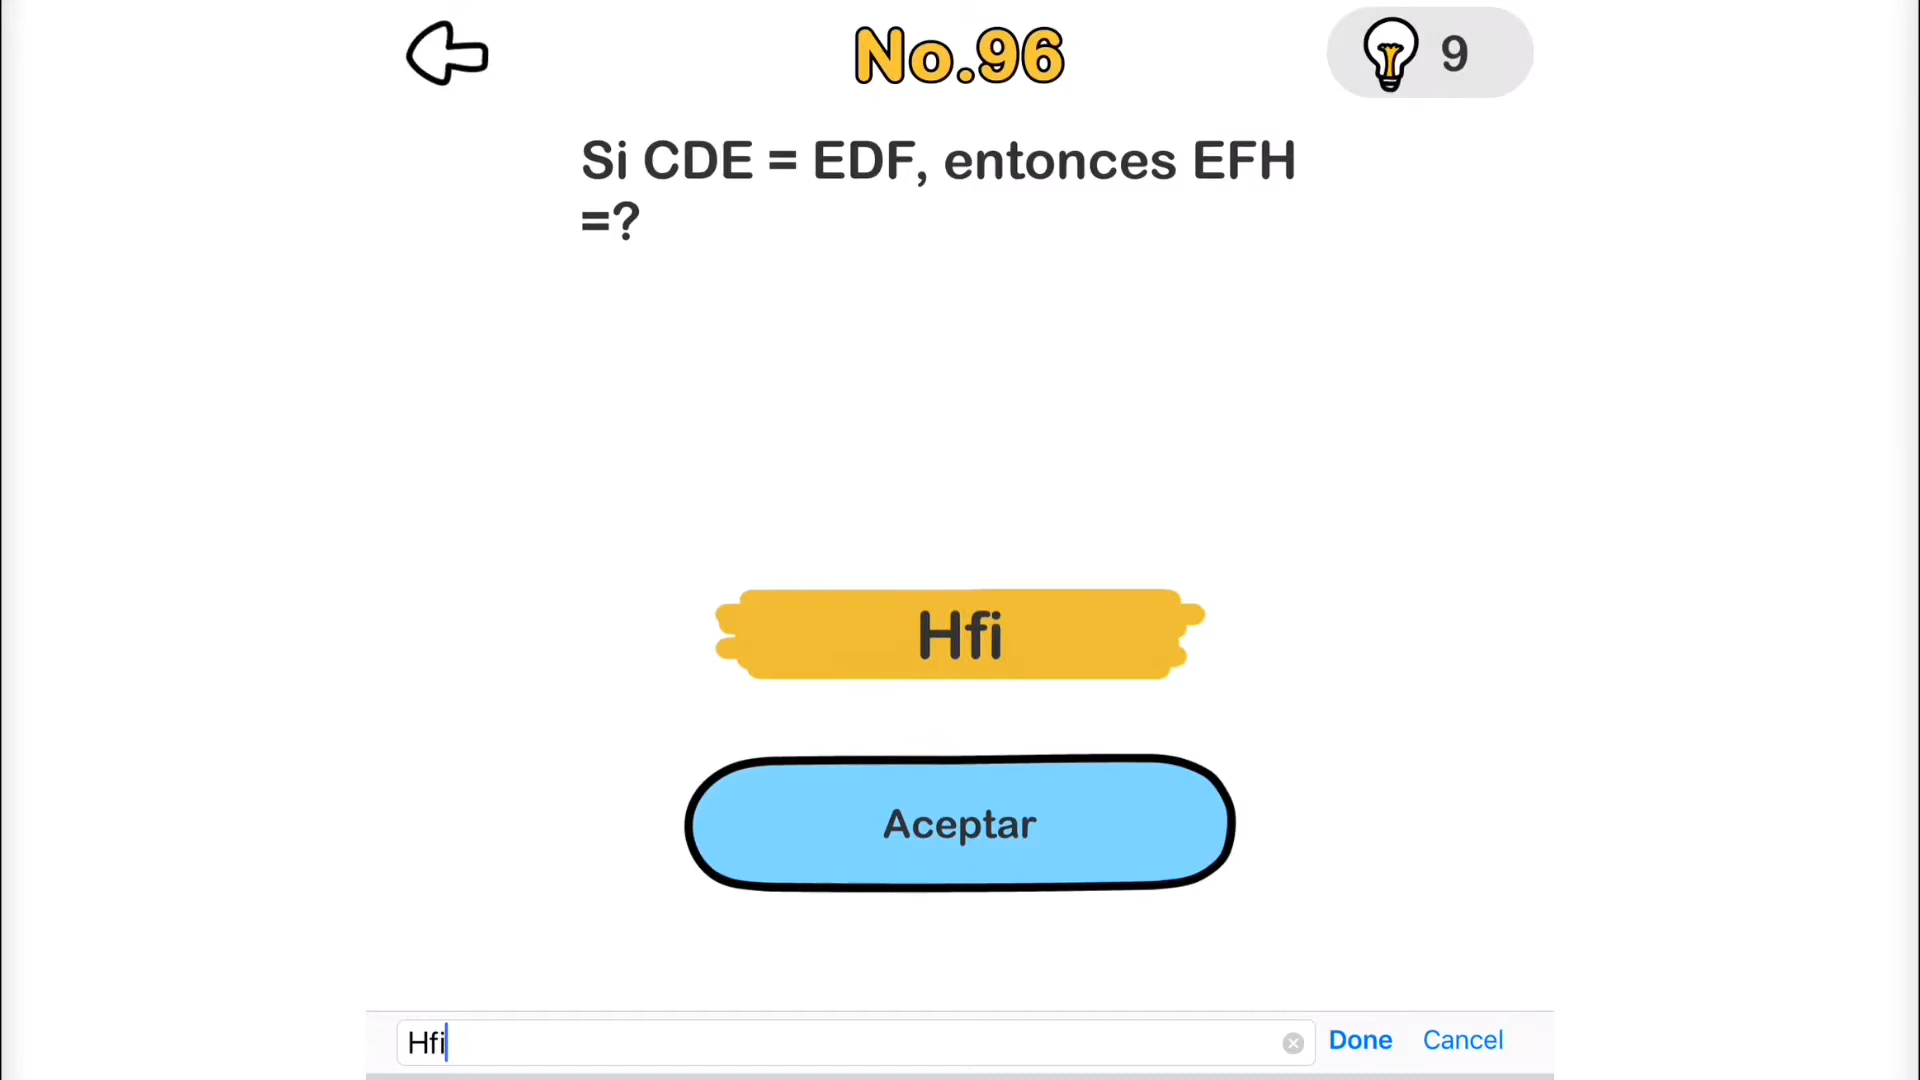 No.96
9
Si CDE = EDF, entonces EFH
=?
Hfi
Aceptar
Hfi
Done
Cancel